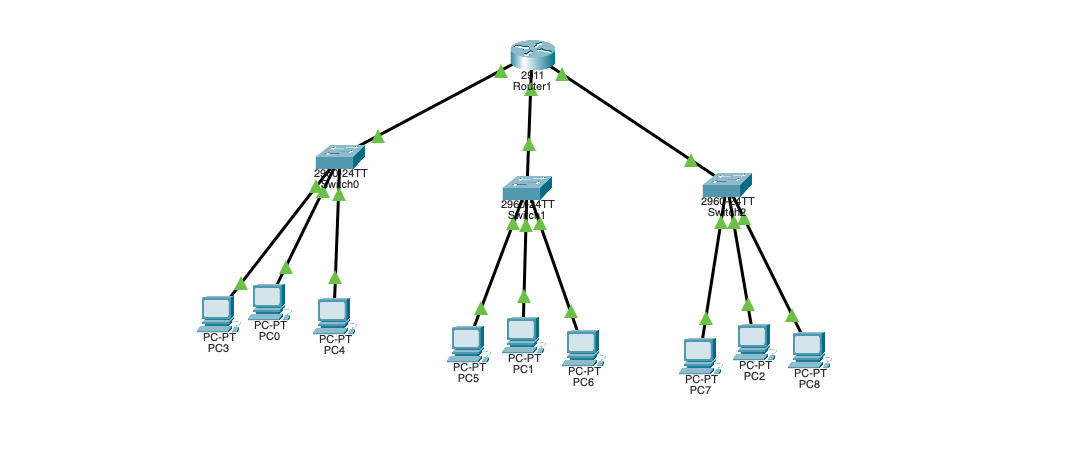 2911
Router1
2960-24TT
Switch0
2960-24TT
Switch1
2960-24TT
Switch2
PC-PT
PC3
PC-PT
PC0
PC-PT
PC4
PC-PT
PC5
PC-PT
PC1
PC-PT
PC6
PC-PT
PC7
PC-PT
PC2
PC-PT
PC8